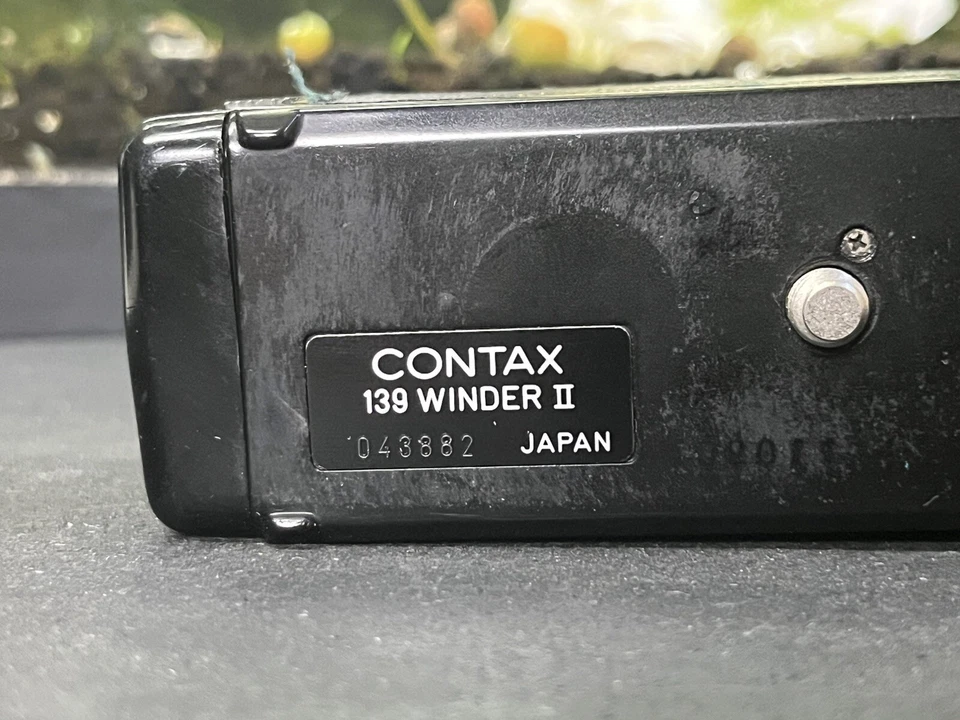 CONTAX
139 WINDER II
043882 JAPAN